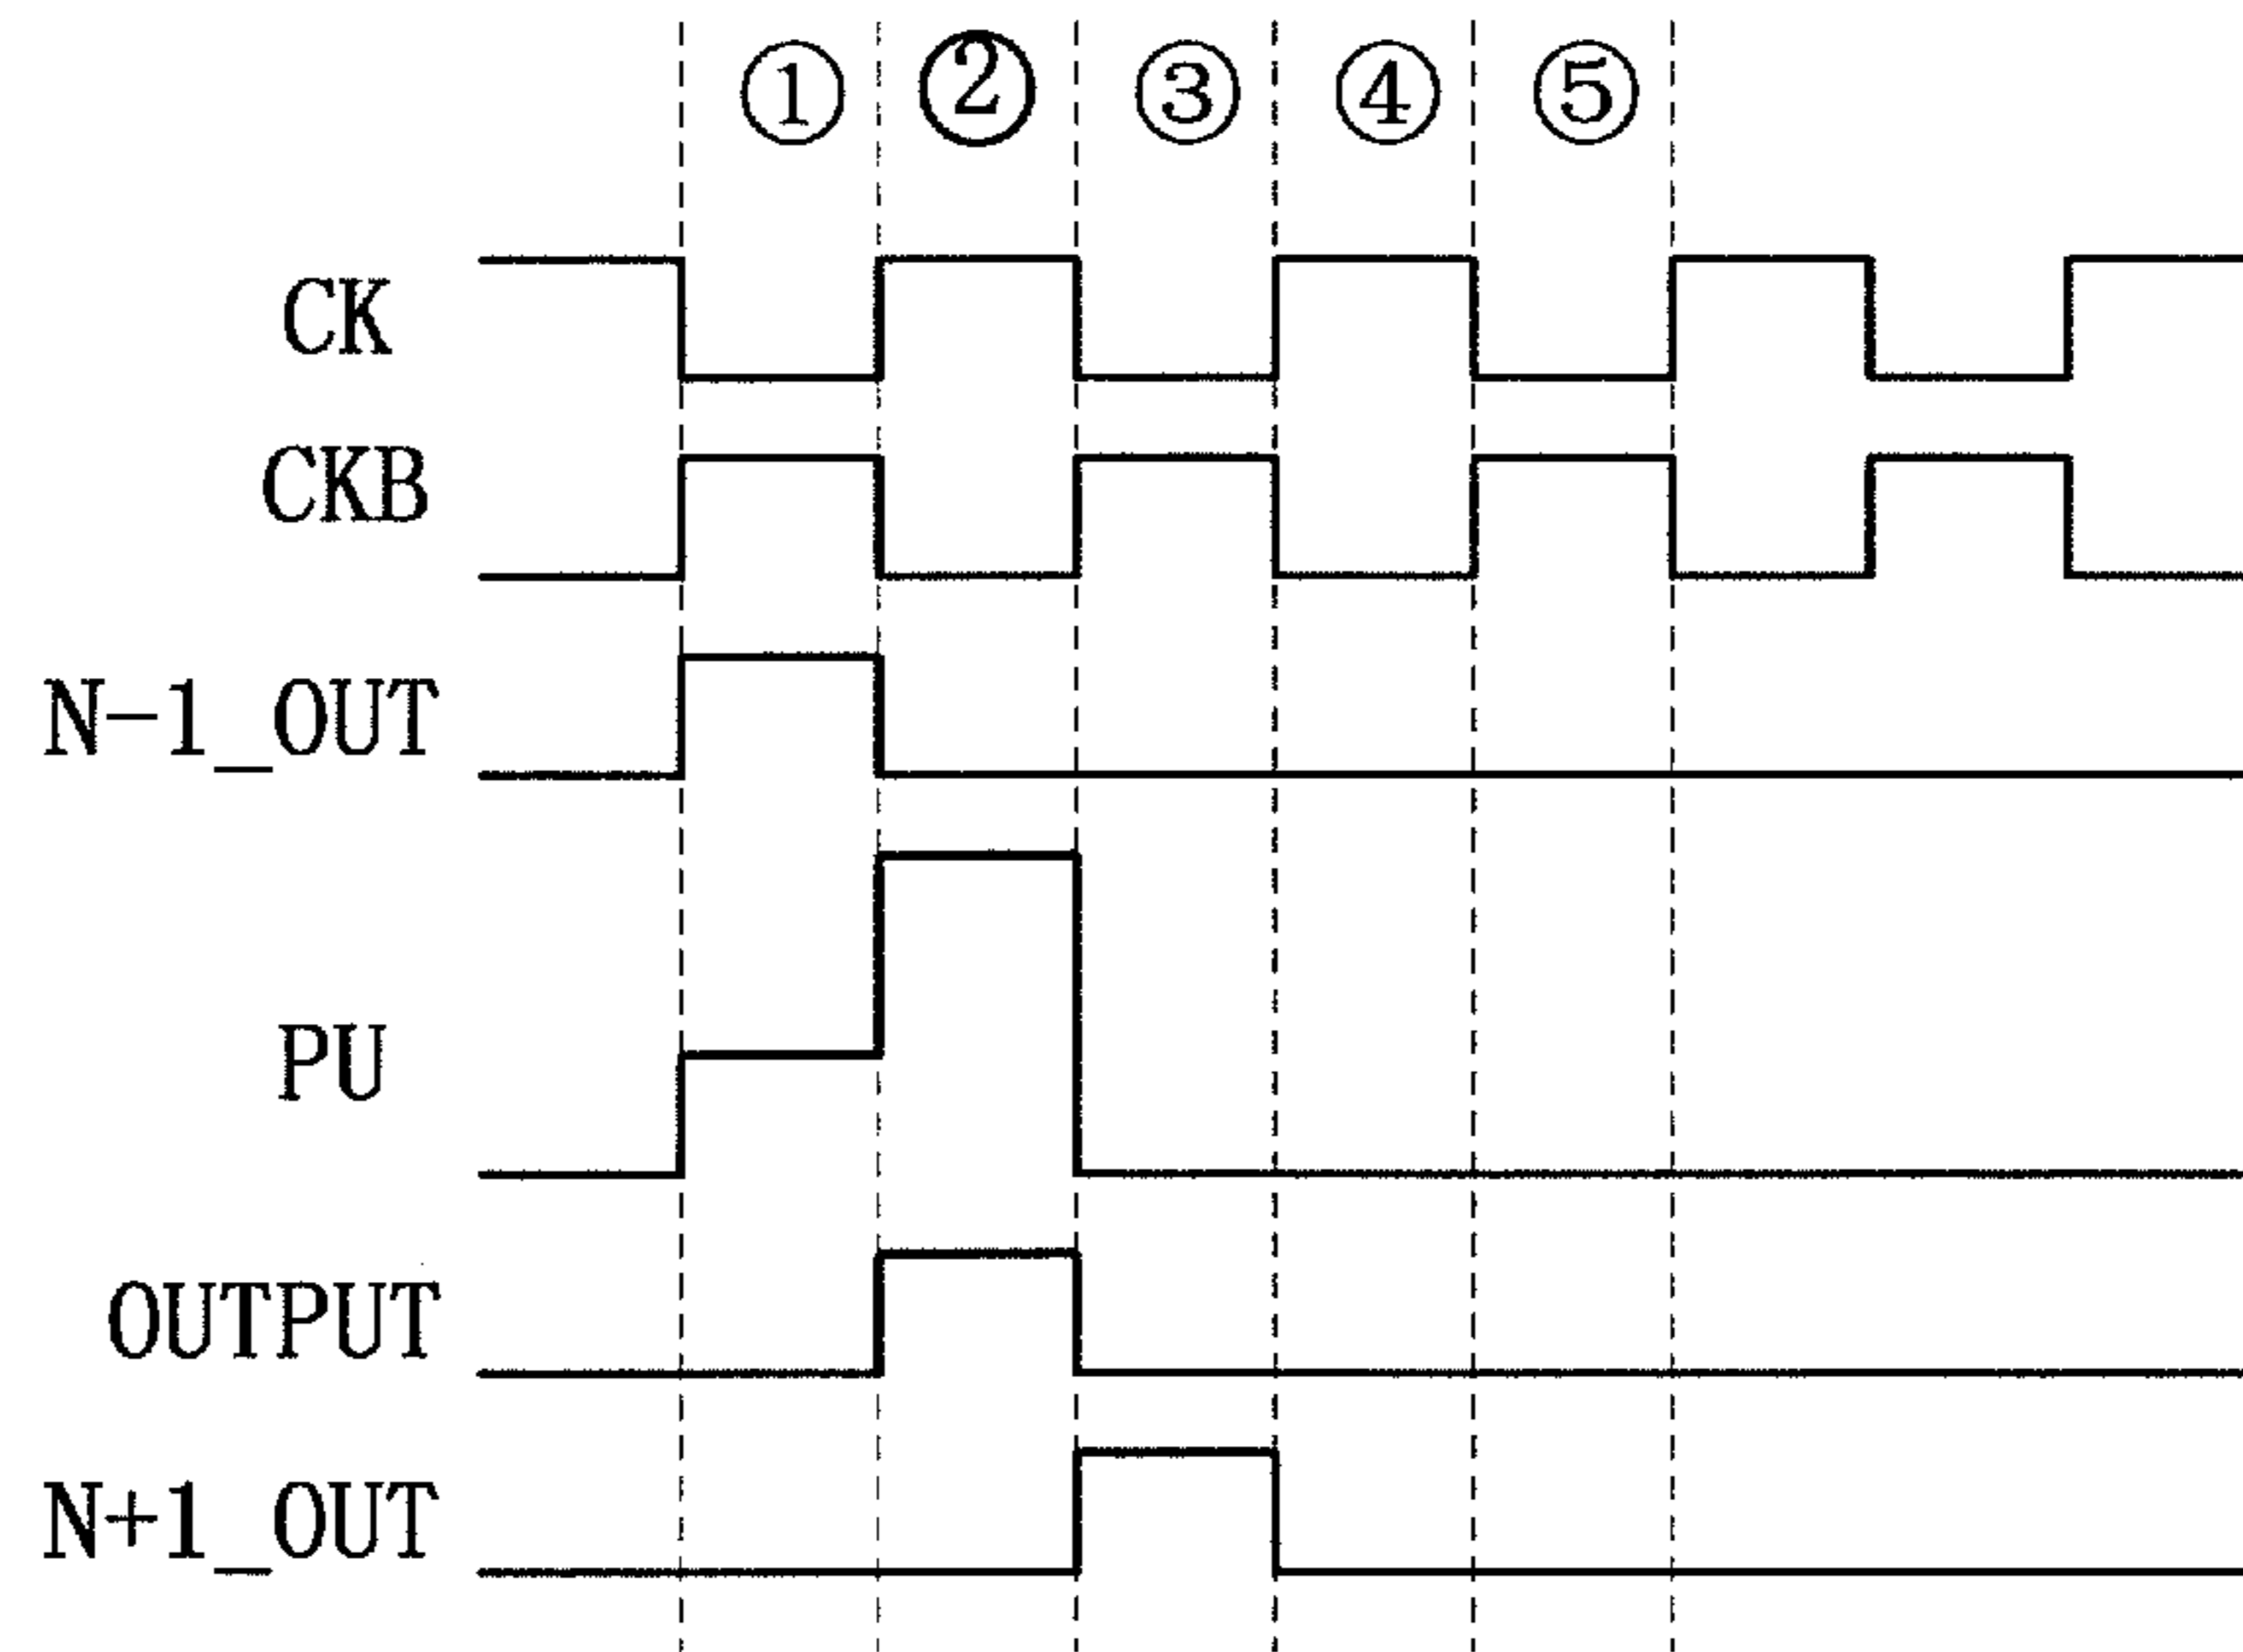 ① ② ③ ④ ⑤
CK
CKB
N-1_OUT
PU
OUTPUT
N+1_OUT